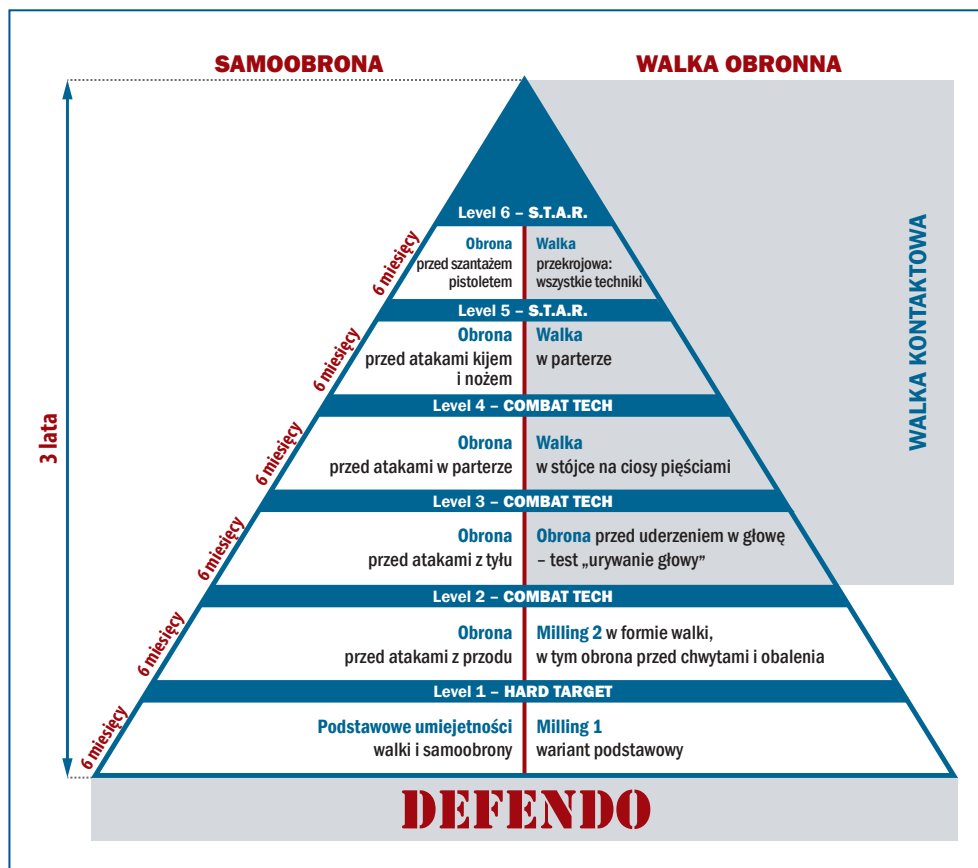 SAMOOBRONA
WALKA OBRONNA
3 lata
WALKA KONTAKTOWA
Level 6 – S.T.A.R.
6 miesięcy
Obrona
przed szantażem
pistoletem
Walka
przekrojowa:
wszystkie techniki
Level 5 – S.T.A.R.
6 miesięcy
Obrona
przed atakami kijem
i nożem
Walka
w parterze
Level 4 – COMBAT TECH
6 miesięcy
Obrona
przed atakami w parterze
Walka
w stójce na ciosy pięściami
Level 3 – COMBAT TECH
6 miesięcy
Obrona
przed atakami z tyłu
Obrona przed uderzeniem w głowę
– test „urywanie głowy”
Level 2 – COMBAT TECH
6 miesięcy
Obrona
przed atakami z przodu
Milling 2 w formie walki,
w tym obrona przed chwytami i obalenia
Level 1 – HARD TARGET
6 miesięcy
Podstawowe umiejetności
walki i samoobrony
Milling 1
wariant podstawowy
DEFENDO